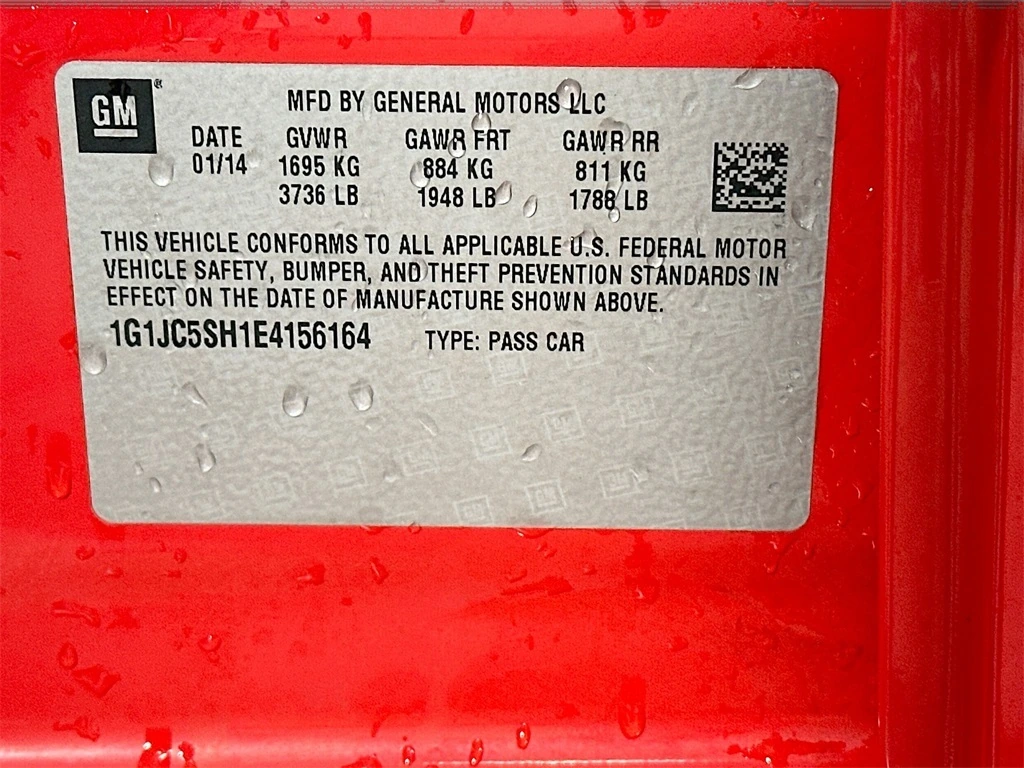 GM ®
MFD BY GENERAL MOTORS LLC
DATE GVWR GAWR FRT GAWR RR
01/14 1695 KG 884 KG 811 KG
3736 LB 1948 LB 1788 LB
THIS VEHICLE CONFORMS TO ALL APPLICABLE U.S. FEDERAL MOTOR
VEHICLE SAFETY, BUMPER, AND THEFT PREVENTION STANDARDS IN
EFFECT ON THE DATE OF MANUFACTURE SHOWN ABOVE.
1G1JC5SH1E4156164 TYPE: PASS CAR